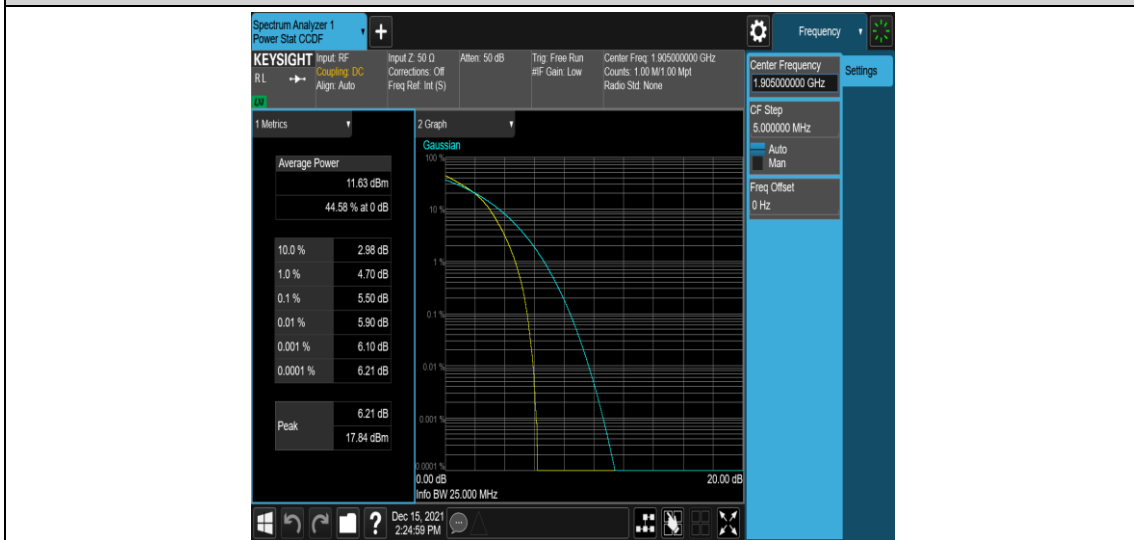 Spectrum Analyzer 1
Power Stat CCDF
+
Frequency
KEYSIGHT Input: RF
RL
Coupling: DC
Align: Auto
Input Z: 50 Ω
Corrections: Off
Freq Ref: Int (S)
Atten: 50 dB
Trig: Free Run
#IF Gain: Low
Center Freq: 1.905000000 GHz
Counts: 1.00 M/1.00 Mpt
Radio Std: None
Center Frequency
1.905000000 GHz
Settings
CF Step
5.000000 MHz
Auto
Man
Freq Offset
0 Hz
1 Metrics
Average Power
11.63 dBm
44.58 % at 0 dB
10.0 % 2.98 dB
1.0 % 4.70 dB
0.1 % 5.50 dB
0.01 % 5.90 dB
0.001 % 6.10 dB
0.0001 % 6.21 dB
Peak
6.21 dB
17.84 dBm
2 Graph
Gaussian
100 %
10 %
1 %
0.1 %
0.01 %
0.001 %
0.0001 %
0.00 dB 20.00 dB
Info BW 25.000 MHz
?
Dec 15, 2021
2:24:59 PM